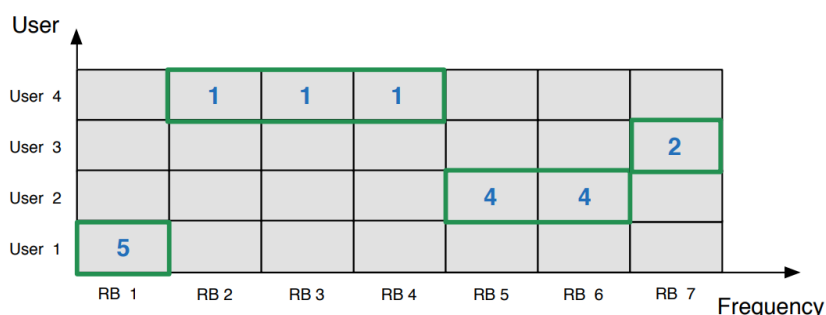 User
User 4 1 1 1
User 3 2
User 2 4 4
User 1 5
RB 1 RB 2 RB 3 RB 4 RB 5 RB 6 RB 7
Frequency